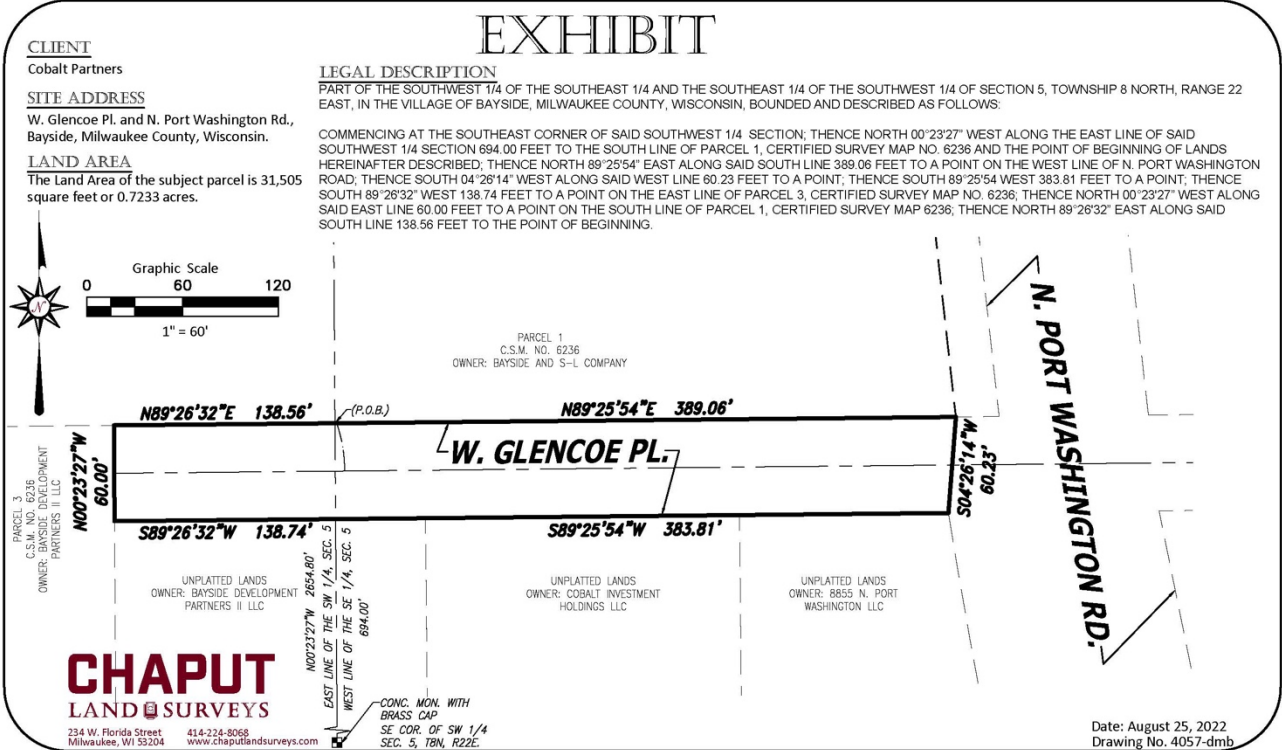 EXHIBIT
CLIENT
Cobalt Partners
SITE ADDRESS
W. Glencoe Pl. and N. Port Washington Rd.,
Bayside, Milwaukee County, Wisconsin.
LAND AREA
The Land Area of the subject parcel is 31,505
square feet or 0.7233 acres.
LEGAL DESCRIPTION
PART OF THE SOUTHWEST 1/4 OF THE SOUTHEAST 1/4 AND THE SOUTHEAST 1/4 OF THE SOUTHWEST 1/4 OF SECTION 5, TOWNSHIP 8 NORTH, RANGE 22
EAST, IN THE VILLAGE OF BAYSIDE, MILWAUKEE COUNTY, WISCONSIN, BOUNDED AND DESCRIBED AS FOLLOWS:
COMMENCING AT THE SOUTHEAST CORNER OF SAID SOUTHWEST 1/4 SECTION; THENCE NORTH 00°23'27" WEST ALONG THE EAST LINE OF SAID
SOUTHWEST 1/4 SECTION 694.00 FEET TO THE SOUTH LINE OF PARCEL 1, CERTIFIED SURVEY MAP NO. 6236 AND THE POINT OF BEGINNING OF LANDS
HEREINAFTER DESCRIBED; THENCE NORTH 89°25'54" EAST ALONG SAID SOUTH LINE 389.06 FEET TO A POINT ON THE WEST LINE OF N. PORT WASHINGTON
ROAD; THENCE SOUTH 04°26'14" WEST ALONG SAID WEST LINE 60.23 FEET TO A POINT; THENCE SOUTH 89°25'54 WEST 383.81 FEET TO A POINT; THENCE
SOUTH 89°26'32" WEST 138.74 FEET TO A POINT ON THE EAST LINE OF PARCEL 3, CERTIFIED SURVEY MAP NO. 6236; THENCE NORTH 00°23'27" WEST ALONG
SAID EAST LINE 60.00 FEET TO A POINT ON THE SOUTH LINE OF PARCEL 1, CERTIFIED SURVEY MAP 6236; THENCE NORTH 89°26'32" EAST ALONG SAID
SOUTH LINE 138.56 FEET TO THE POINT OF BEGINNING.
N
Graphic Scale
0 60 120
1" = 60'
PARCEL 1
C.S.M. NO. 6236
OWNER: BAYSIDE AND S-L COMPANY
N. PORT WASHINGTON RD.
N89°26'32"E 138.56'
(P.O.B.)
N89°25'54"E 389.06'
W. GLENCOE PL.
PARCEL 3
C.S.M. NO. 6236
OWNER: BAYSIDE DEVELOPMENT
PARTNERS II LLC
N00°23'27"W
60.00'
S04°26'14"W
60.23'
S89°26'32"W 138.74'
S89°25'54"W 383.81'
UNPLATTED LANDS
OWNER: BAYSIDE DEVELOPMENT
PARTNERS II LLC
N00°23'27"W 2654.80'
EAST LINE OF THE SW 1/4, SEC. 5
WEST LINE OF THE SE 1/4, SEC. 5
694.00'
UNPLATTED LANDS
OWNER: COBALT INVESTMENT
HOLDINGS LLC
UNPLATTED LANDS
OWNER: 8855 N. PORT
WASHINGTON LLC
CONC. MON. WITH
BRASS CAP
SE COR. OF SW 1/4
SEC. 5, T8N, R22E.
CHAPUT
LAND SURVEYS
234 W. Florida Street 414-224-8068
Milwaukee, WI 53204 www.chaputlandsurveys.com
Date: August 25, 2022
Drawing No. 4057-dmb